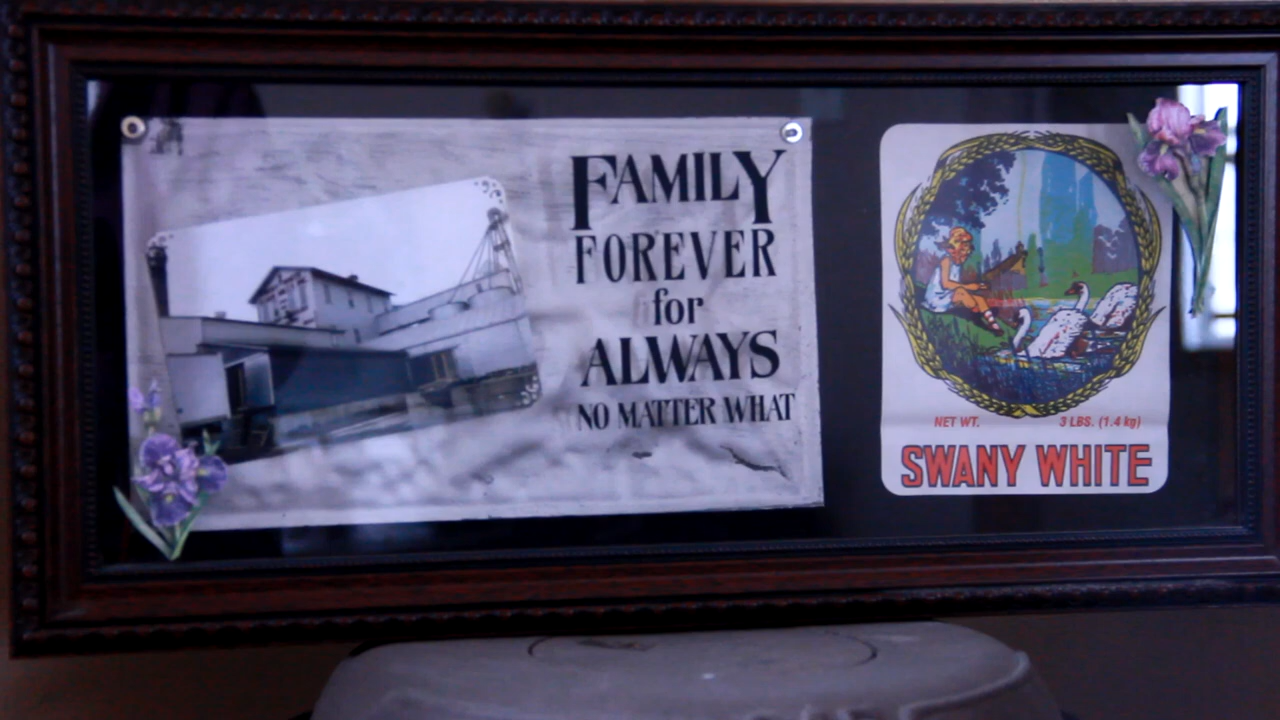 FAMILY
FOREVER
for
ALWAYS
NO MATTER WHAT
NET WT. 3 LBS. (1.4 kg)
SWANY WHITE